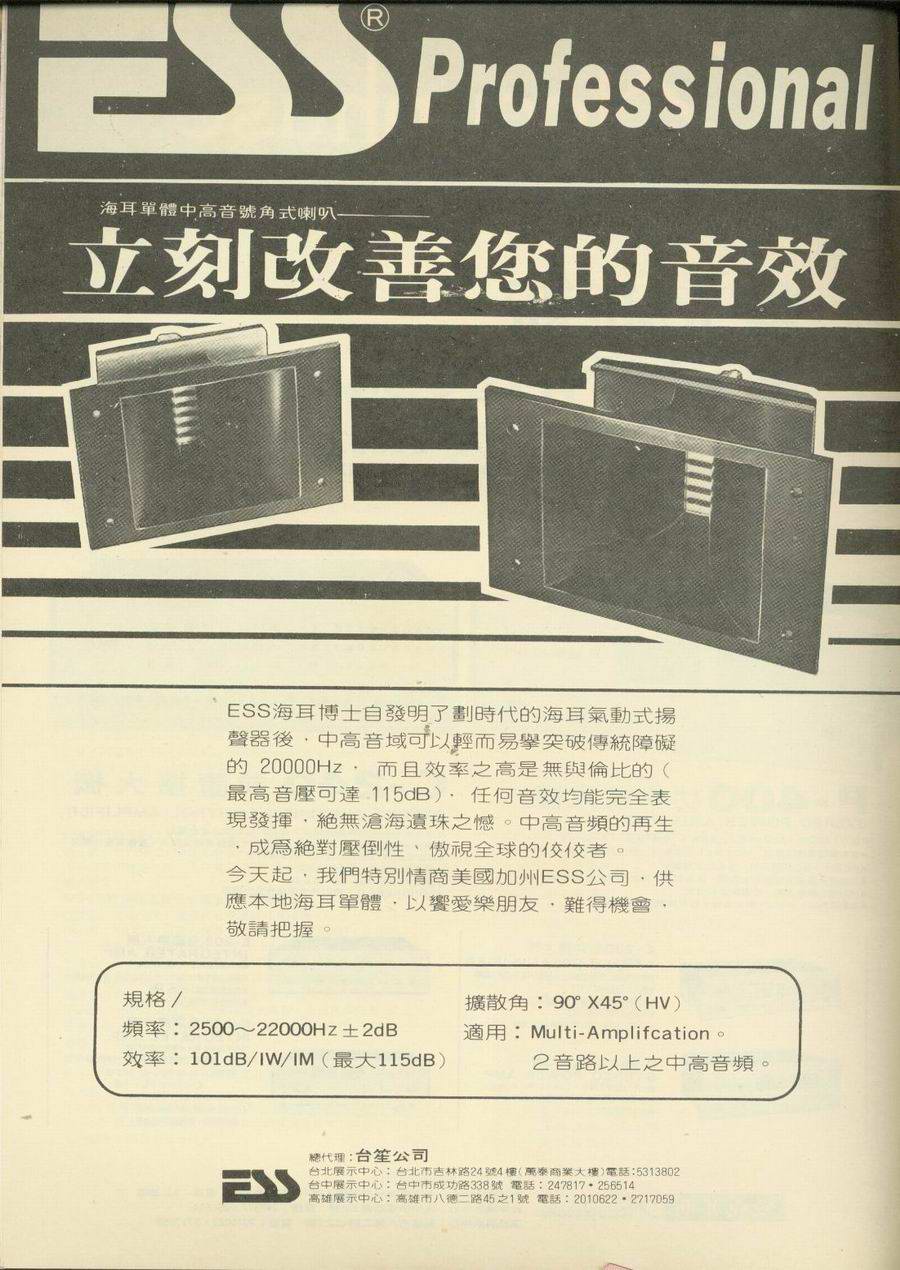 ESS® Professional
海耳單體中高音號角式喇叭———
立刻改善您的音效
ESS海耳博士自發明了劃時代的海耳氣動式揚
聲器後，中高音域可以輕而易舉突破傳統障礙
的 20000Hz， 而且效率之高是無與倫比的（
最高音壓可達 115dB）， 任何音效均能完全表
現發揮，絕無滄海遺珠之憾。中高音頻的再生
，成爲絕對壓倒性、傲視全球的佼佼者。
今天起，我們特別情商美國加州ESS公司，供
應本地海耳單體，以饗愛樂朋友，難得機會，
敬請把握。
規格/
頻率：2500～22000Hz±2dB
效率：101dB/IW/IM（最大115dB）
擴散角：90° X45°（HV）
適用：Multi-Amplifcation。
2音路以上之中高音頻。
ESS
總代理：台笙公司
台北展示中心：台北市吉林路24號4樓(萬泰商業大樓)電話:5313802
台中展示中心：台中市成功路338號 電話：247817•256514
高雄展示中心：高雄市八德二路45之1號 電話：2010622•2717059